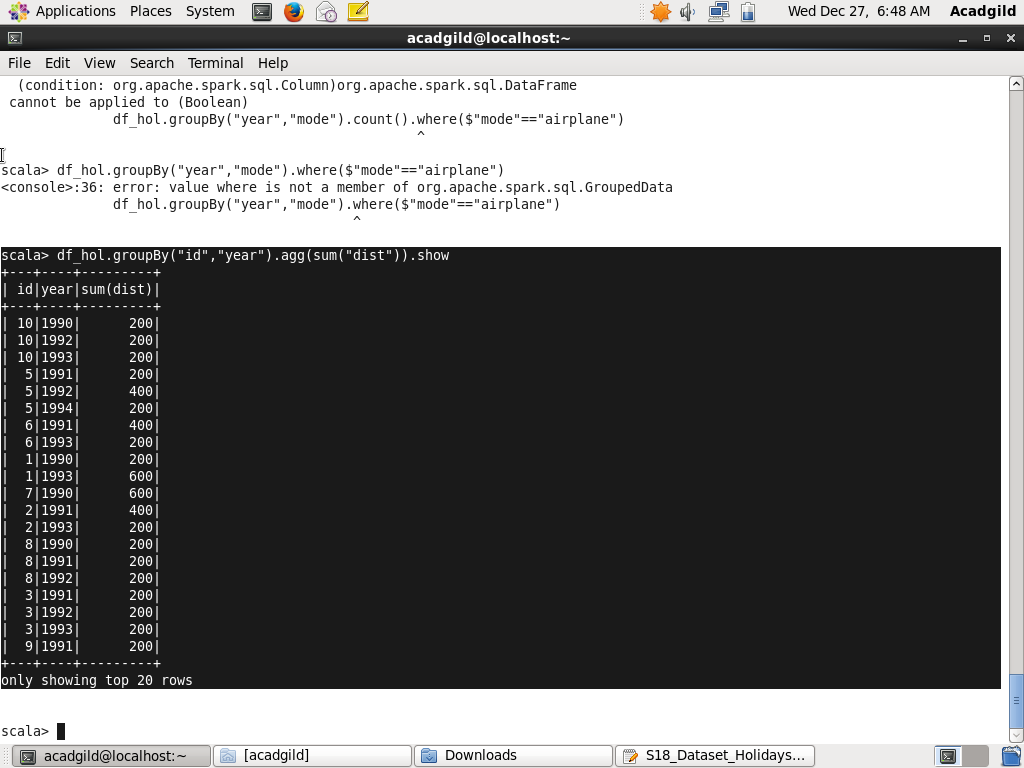 Applications Places System Wed Dec 27, 6:48 AM Acadgild
acadgild@localhost:~
File Edit View Search Terminal Help
 (condition: org.apache.spark.sql.Column)org.apache.spark.sql.DataFrame
 cannot be applied to (Boolean)
              df_hol.groupBy("year","mode").count().where($"mode"=="airplane")
                                                    ^
scala> df_hol.groupBy("year","mode").where($"mode"=="airplane")
<console>:36: error: value where is not a member of org.apache.spark.sql.GroupedData
              df_hol.groupBy("year","mode").where($"mode"=="airplane")
                                            ^
scala> df_hol.groupBy("id","year").agg(sum("dist")).show
+---+----+---------+
| id|year|sum(dist)|
+---+----+---------+
| 10|1990|      200|
| 10|1992|      200|
| 10|1993|      200|
|  5|1991|      200|
|  5|1992|      400|
|  5|1994|      200|
|  6|1991|      400|
|  6|1993|      200|
|  1|1990|      200|
|  1|1993|      600|
|  7|1990|      600|
|  2|1991|      400|
|  2|1993|      200|
|  8|1990|      200|
|  8|1991|      200|
|  8|1992|      200|
|  3|1991|      200|
|  3|1992|      200|
|  3|1993|      200|
|  9|1991|      200|
+---+----+---------+
only showing top 20 rows
scala>
acadgild@localhost:~ [acadgild] Downloads S18_Dataset_Holidays...